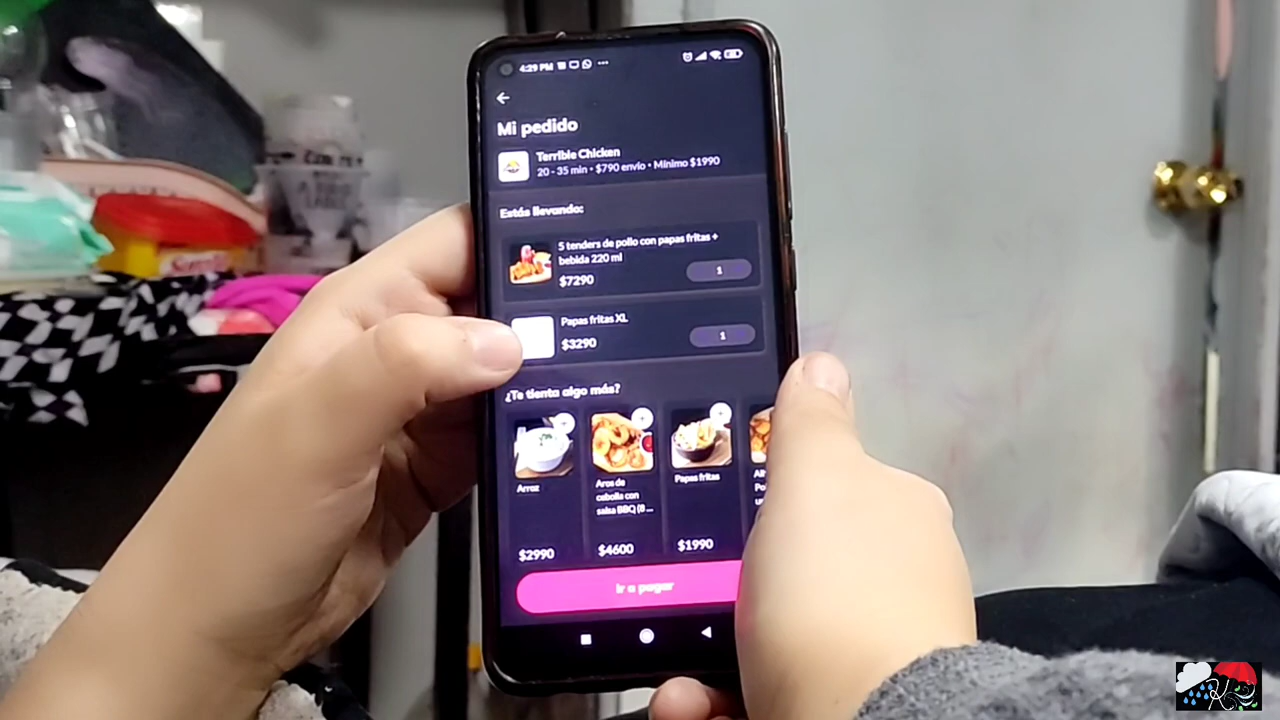 4:29 PM
Mi pedido
Terrible Chicken
20 - 35 min • $790 envío • Mínimo $1990
Estás llevando:
5 tenders de pollo con papas fritas +
bebida 220 ml
$7290
1
Papas fritas XL
$3290
1
¿Te tienta algo más?
Arroz
$2990
Aros de
cebolla con
salsa BBQ (8 ...
$4600
Papas fritas
$1990
Ir a pagar